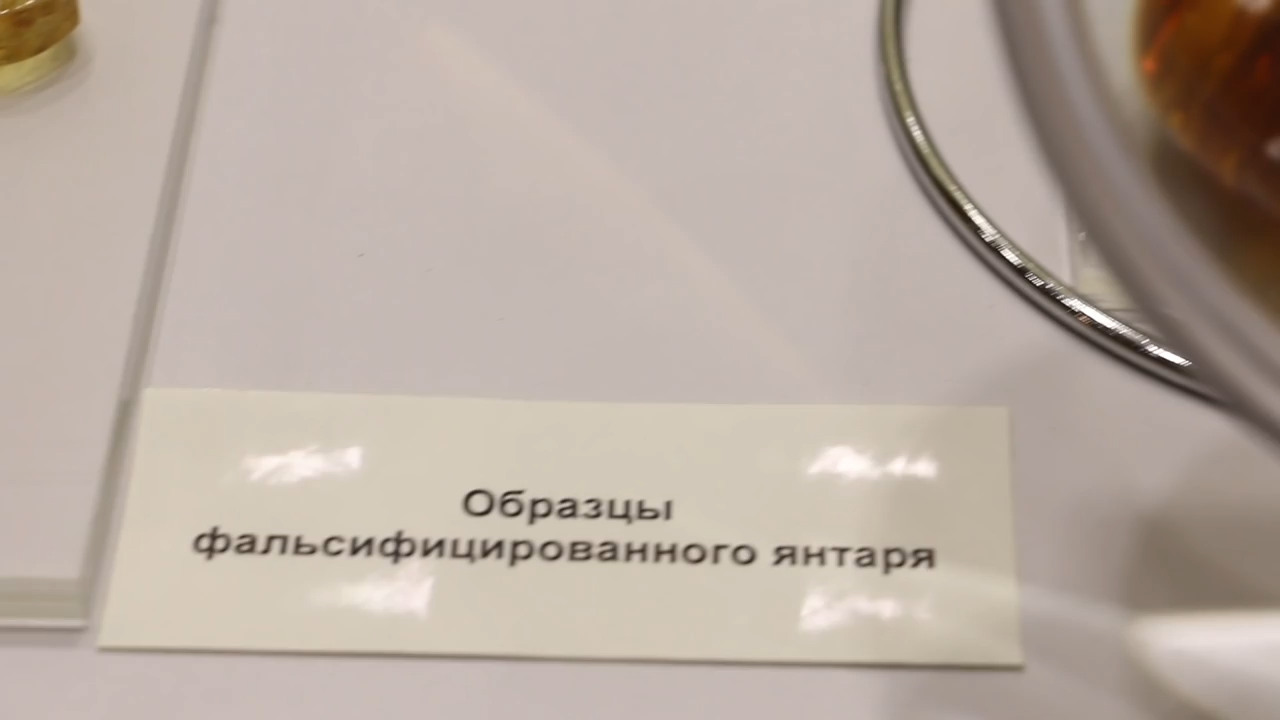 Образцы
фальсифицированного янтаря